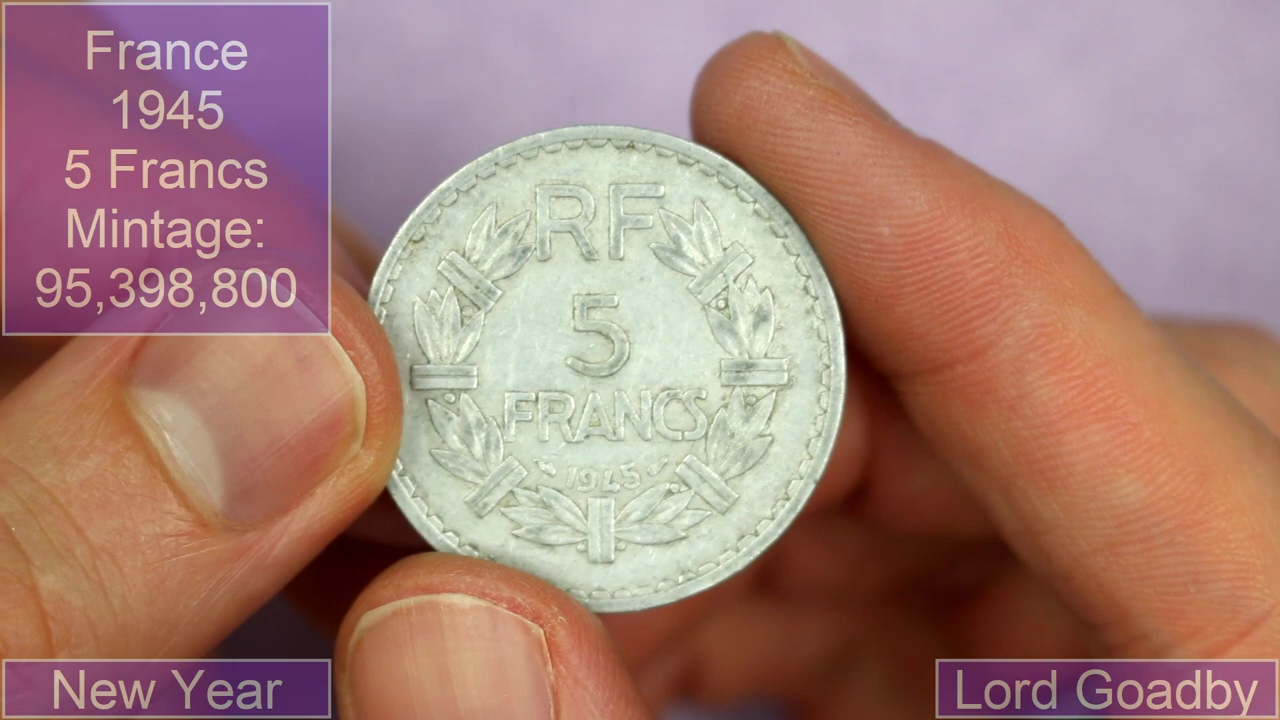 France
1945
5 Francs
Mintage:
95,398,800
RF
5
FRANCS
1945
New Year
Lord Goadby